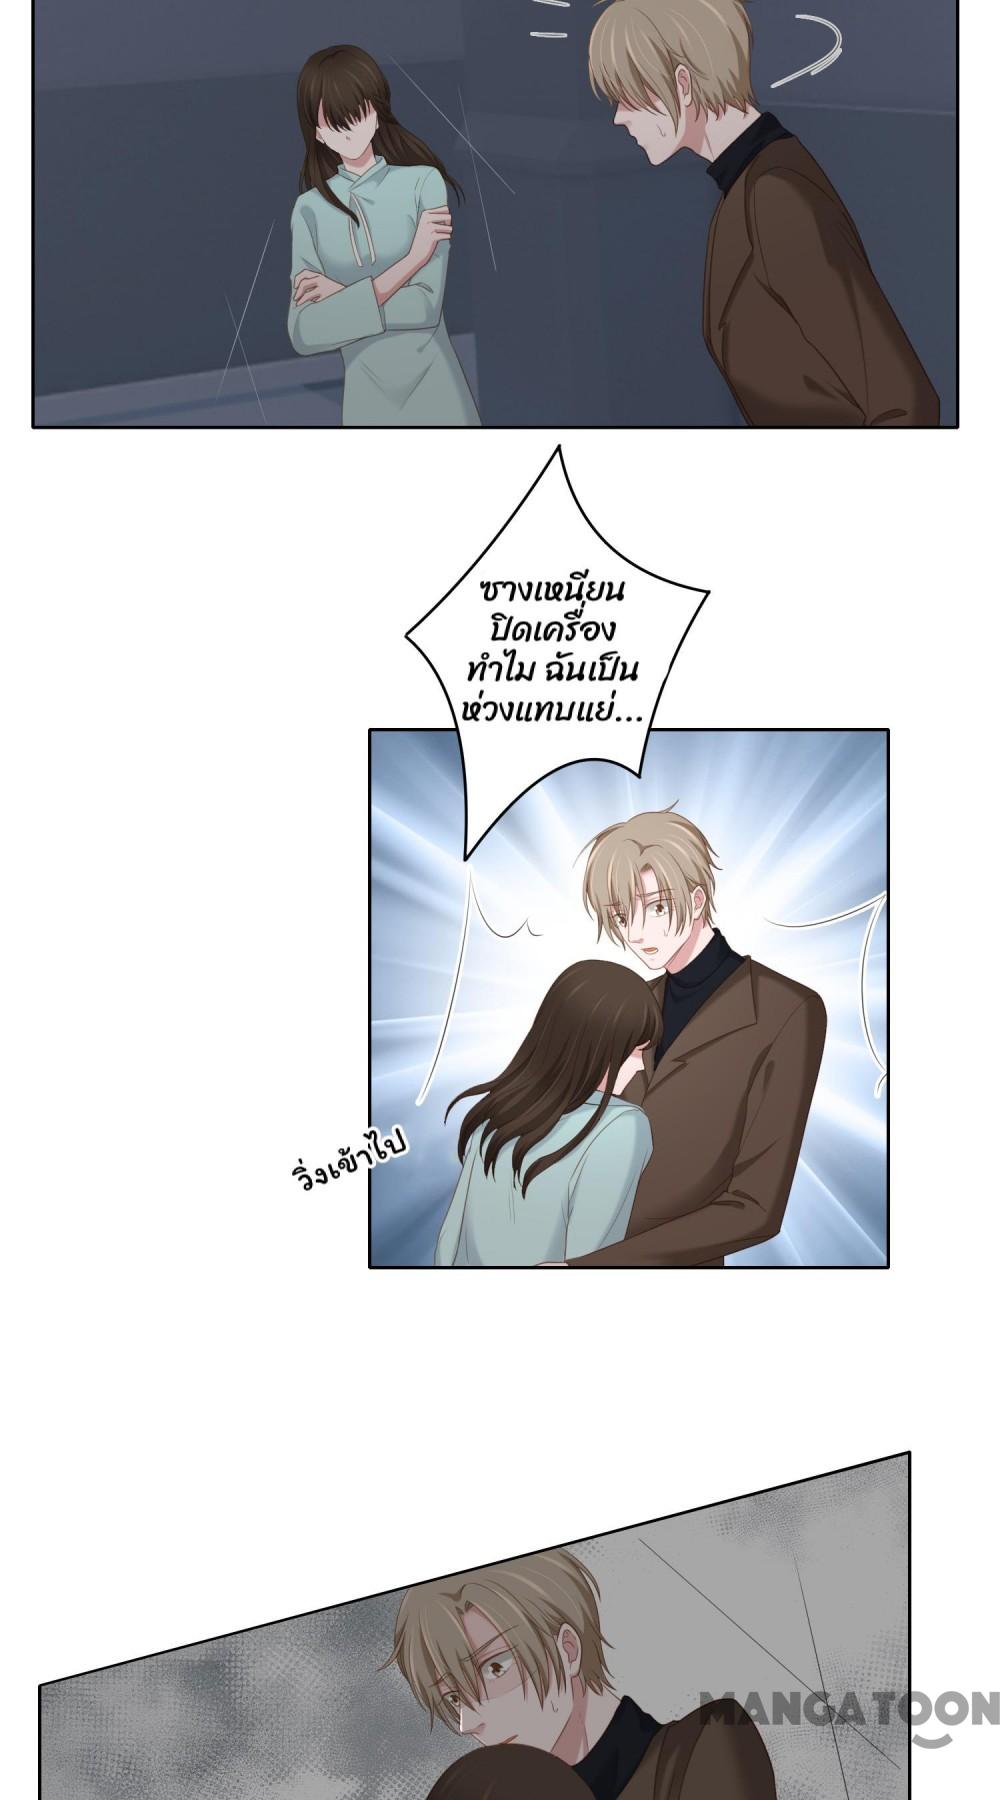 ซางเหนียน
ปิดเครื่อง
ทำไม ฉันเป็น
ห่วงแทบแย่...
วิ่งเข้าไป
MANGATOON